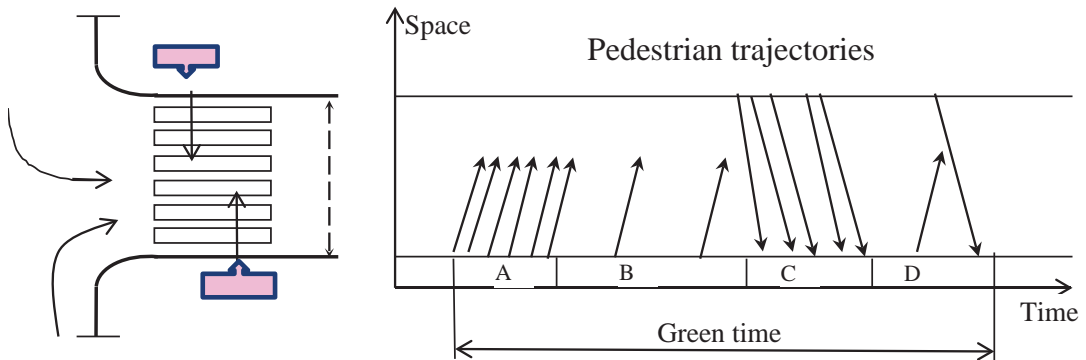 Space
Pedestrian trajectories
A
B
C
D
Time
Green time